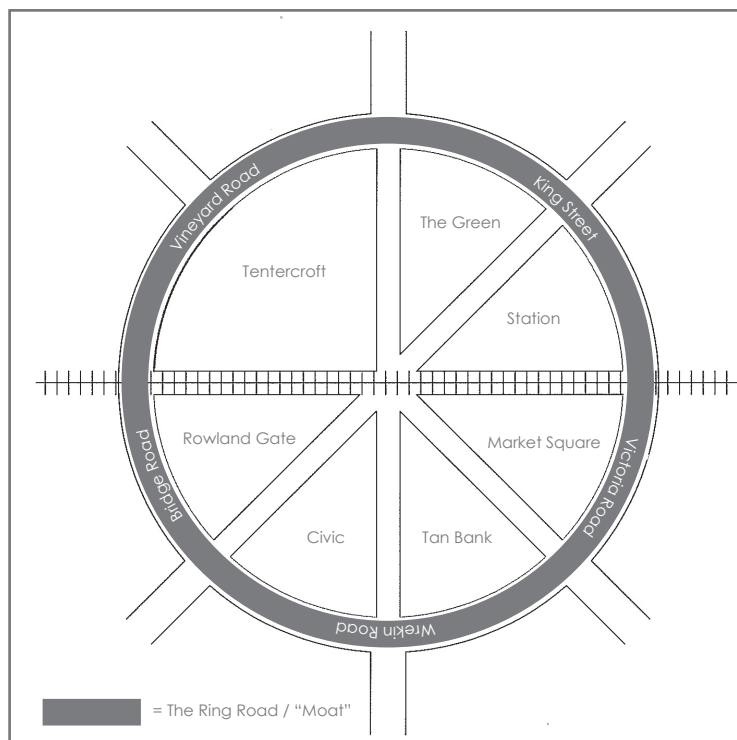 Vineyard Road
King Street
The Green
Tentercroft
Station
Rowland Gate
Market Square
Bridge Road
Victoria Road
Civic
Tan Bank
Wrekin Road
= The Ring Road / “Moat”